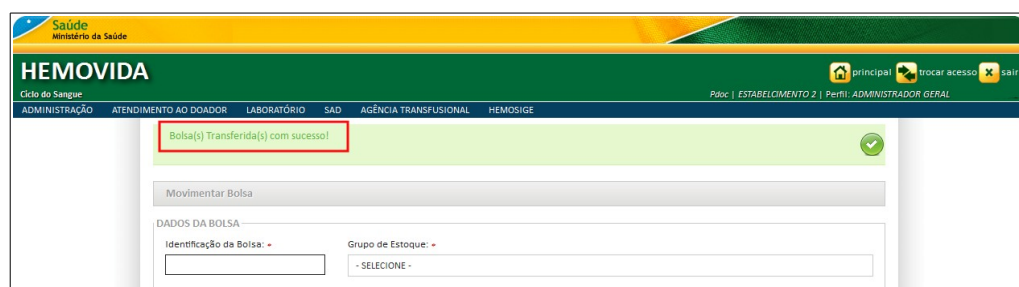 Saúde
Ministério da Saúde
HEMOVIDA
principal trocar acesso sair
Ciclo do Sangue
Pdoc | ESTABELCIMENTO 2 | Perfil: ADMINISTRADOR GERAL
ADMINISTRAÇÃO ATENDIMENTO AO DOADOR LABORATÓRIO SAD AGÊNCIA TRANSFUSIONAL HEMOSIGE
Bolsa(s) Transferida(s) com sucesso!
Movimentar Bolsa
DADOS DA BOLSA
Identificação da Bolsa: *
Grupo de Estoque: *
- SELECIONE -